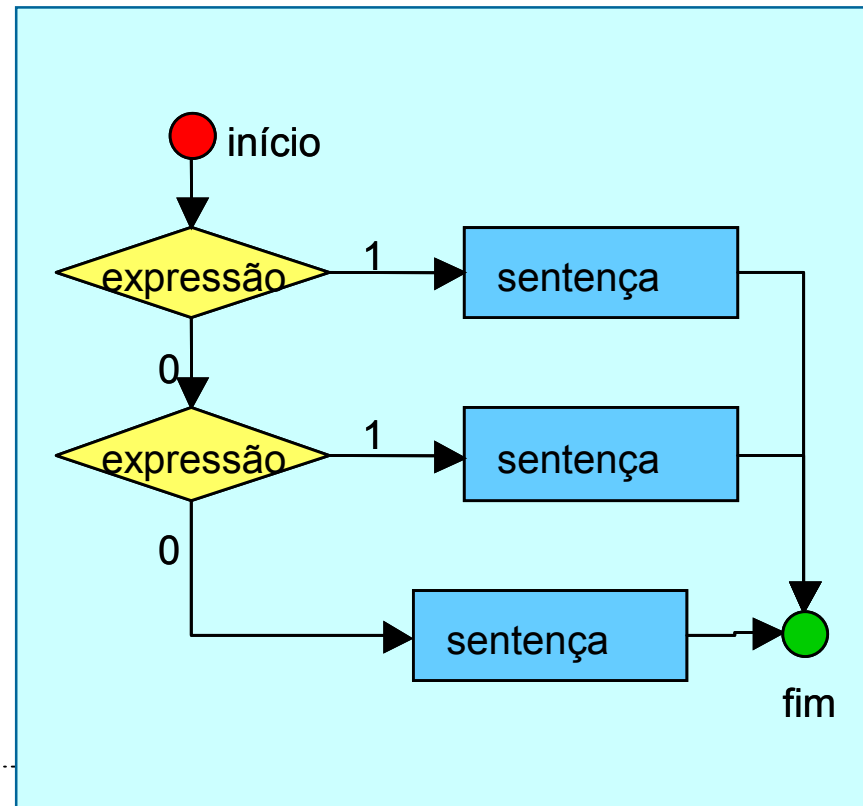 início
expressão
1
sentença
0
expressão
1
sentença
0
sentença
fim